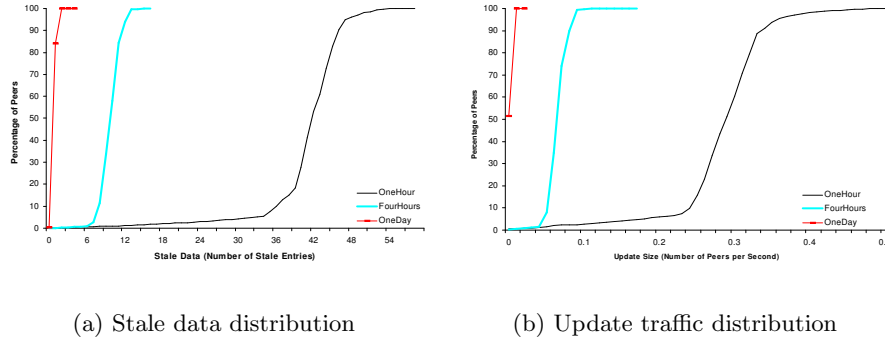 100
90
80
70
60
50
40
30
20
10
0
Percentage of Peers
0 6 12 18 24 30 36 42 48 54
Stale Data (Number of Stale Entries)
OneHour
FourHours
OneDay
(a) Stale data distribution
100
90
80
70
60
50
40
30
20
10
0
Percentage of Peers
0 0.1 0.2 0.3 0.4
Update Size (Number of Peers per Second)
OneHour
FourHours
OneDay
(b) Update traffic distribution